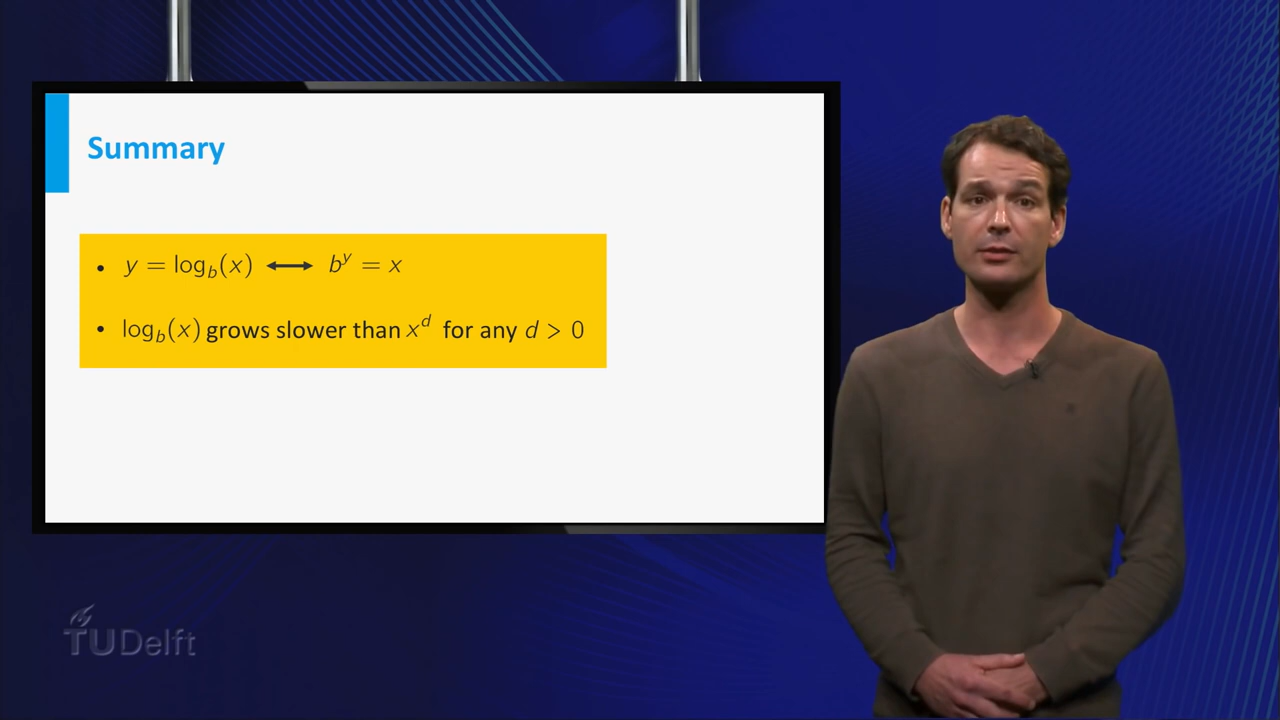 Summary
• y = log_b(x) ⟷ b^y = x
• log_b(x) grows slower than x^d for any d > 0
TUDelft